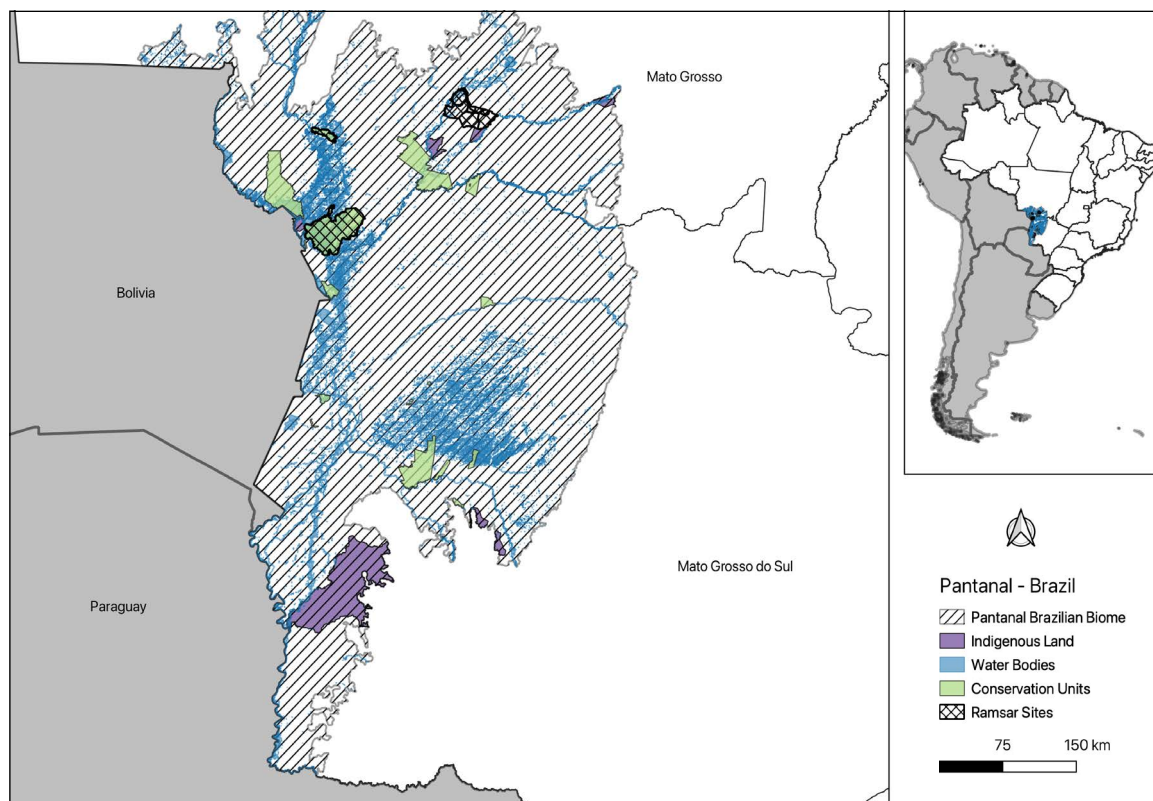 Mato Grosso
Bolivia
Mato Grosso do Sul
Paraguay
Pantanal - Brazil
Pantanal Brazilian Biome
Indigenous Land
Water Bodies
Conservation Units
Ramsar Sites
75 150 km